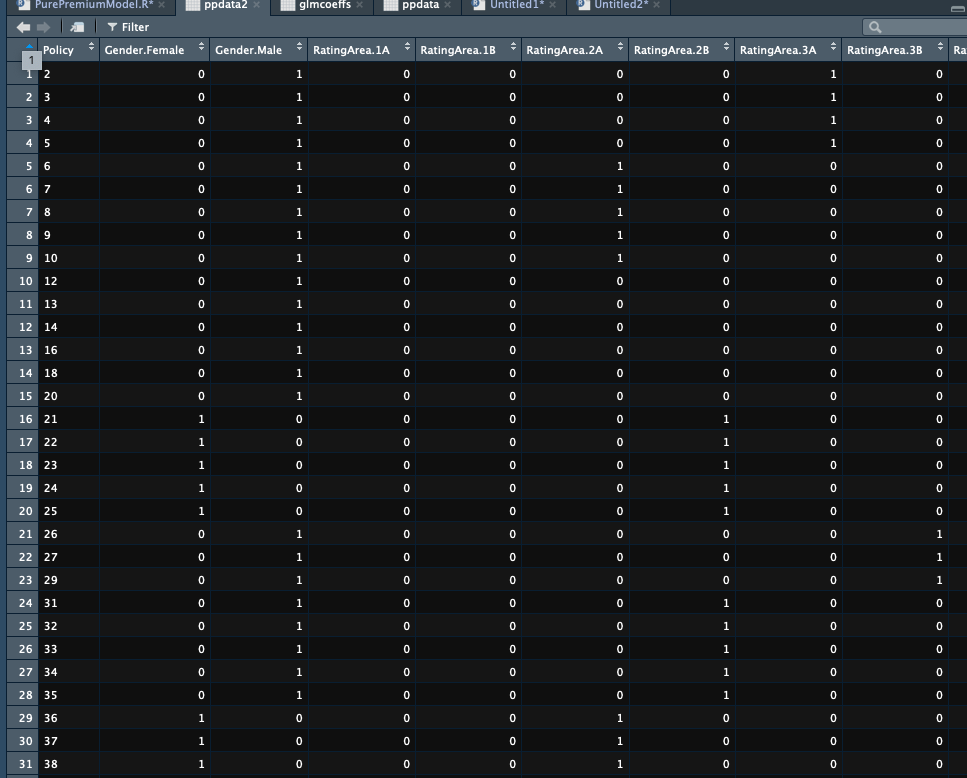 PurePremiumModel.R* × ppdata2 × glmcoeffs × ppdata × Untitled1* × Untitled2* ×
Filter
Policy Gender.Female Gender.Male RatingArea.1A RatingArea.1B RatingArea.2A RatingArea.2B RatingArea.3A RatingArea.3B Ra
1
1 2 0 1 0 0 0 0 1 0
2 3 0 1 0 0 0 0 1 0
3 4 0 1 0 0 0 0 1 0
4 5 0 1 0 0 0 0 1 0
5 6 0 1 0 0 1 0 0 0
6 7 0 1 0 0 1 0 0 0
7 8 0 1 0 0 1 0 0 0
8 9 0 1 0 0 1 0 0 0
9 10 0 1 0 0 1 0 0 0
10 12 0 1 0 0 0 0 0 0
11 13 0 1 0 0 0 0 0 0
12 14 0 1 0 0 0 0 0 0
13 16 0 1 0 0 0 0 0 0
14 18 0 1 0 0 0 0 0 0
15 20 0 1 0 0 0 0 0 0
16 21 1 0 0 0 0 1 0 0
17 22 1 0 0 0 0 1 0 0
18 23 1 0 0 0 0 1 0 0
19 24 1 0 0 0 0 1 0 0
20 25 1 0 0 0 0 1 0 0
21 26 0 1 0 0 0 0 0 1
22 27 0 1 0 0 0 0 0 1
23 29 0 1 0 0 0 0 0 1
24 31 0 1 0 0 0 1 0 0
25 32 0 1 0 0 0 1 0 0
26 33 0 1 0 0 0 1 0 0
27 34 0 1 0 0 0 1 0 0
28 35 0 1 0 0 0 1 0 0
29 36 1 0 0 0 1 0 0 0
30 37 1 0 0 0 1 0 0 0
31 38 1 0 0 0 1 0 0 0